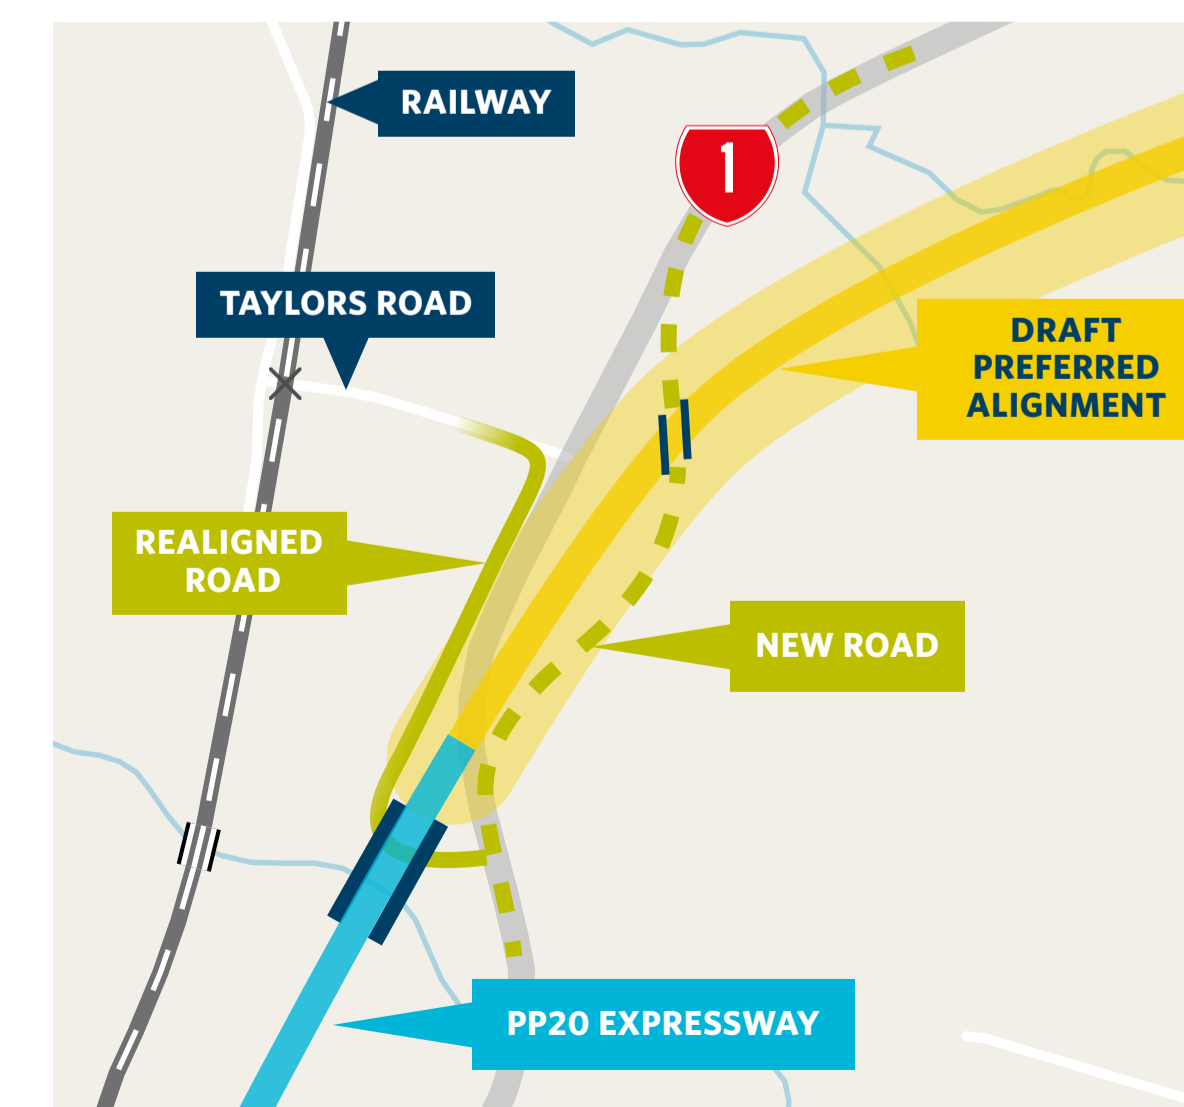 RAILWAY
1
TAYLORS ROAD
DRAFT
PREFERRED
ALIGNMENT
REALIGNED
ROAD
NEW ROAD
PP20 EXPRESSWAY